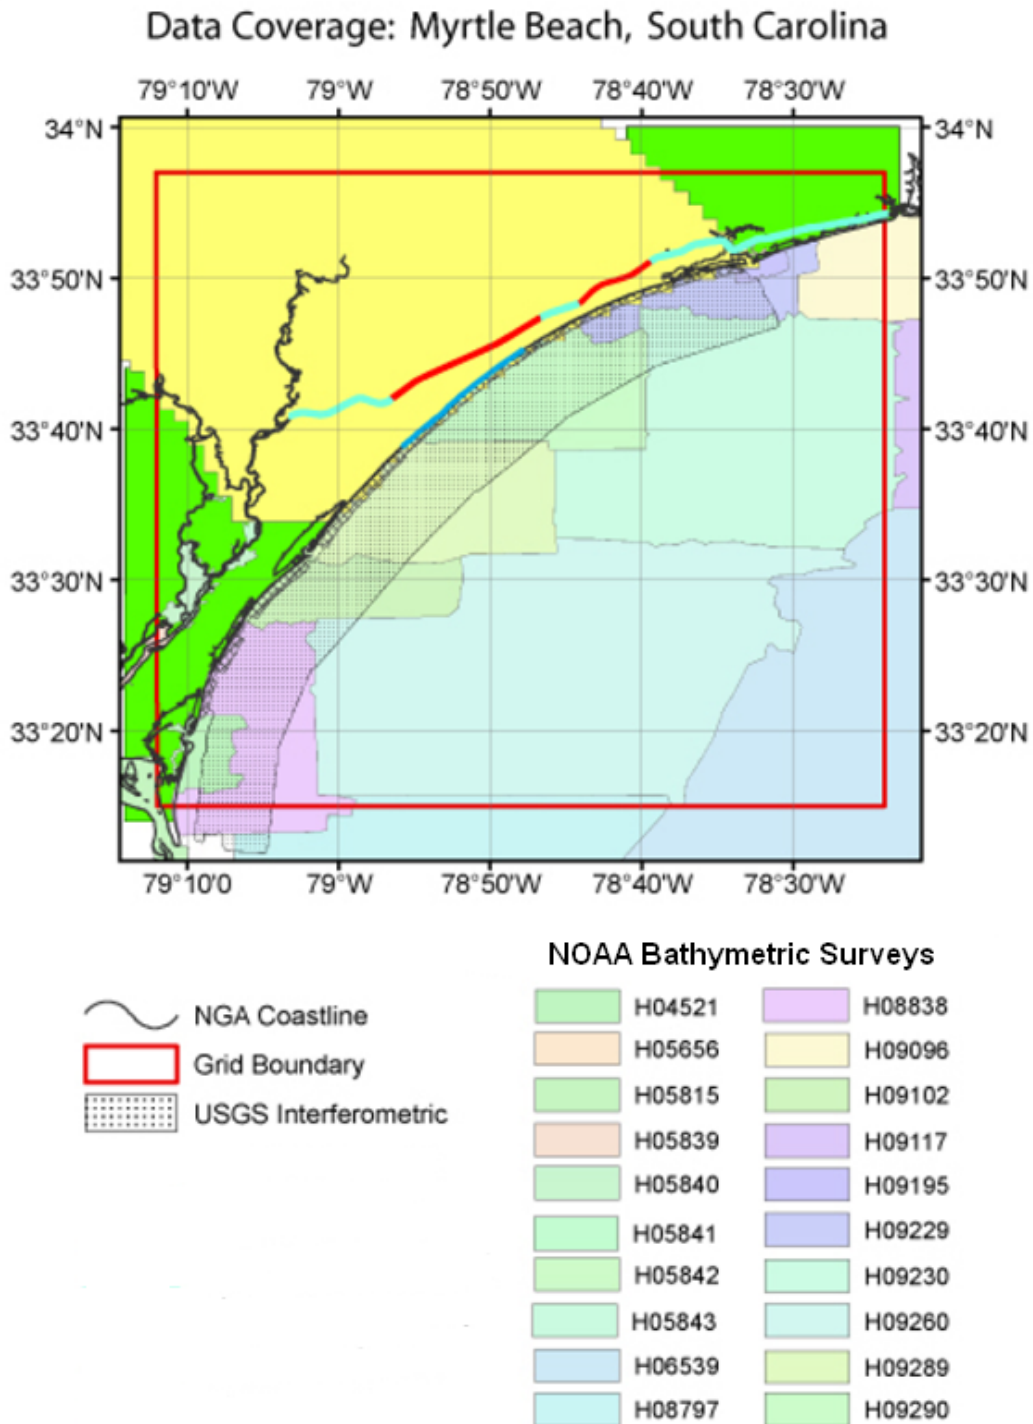 Data Coverage: Myrtle Beach, South Carolina
79°10'W 79°W 78°50'W 78°40'W 78°30'W
34°N 34°N
33°50'N 33°50'N
33°40'N 33°40'N
33°30'N 33°30'N
33°20'N 33°20'N
79°10'0 79°W 78°50'W 78°40'W 78°30'W
NOAA Bathymetric Surveys
NGA Coastline
Grid Boundary
USGS Interferometric
H04521 H08838
H05656 H09096
H05815 H09102
H05839 H09117
H05840 H09195
H05841 H09229
H05842 H09230
H05843 H09260
H06539 H09289
H08797 H09290